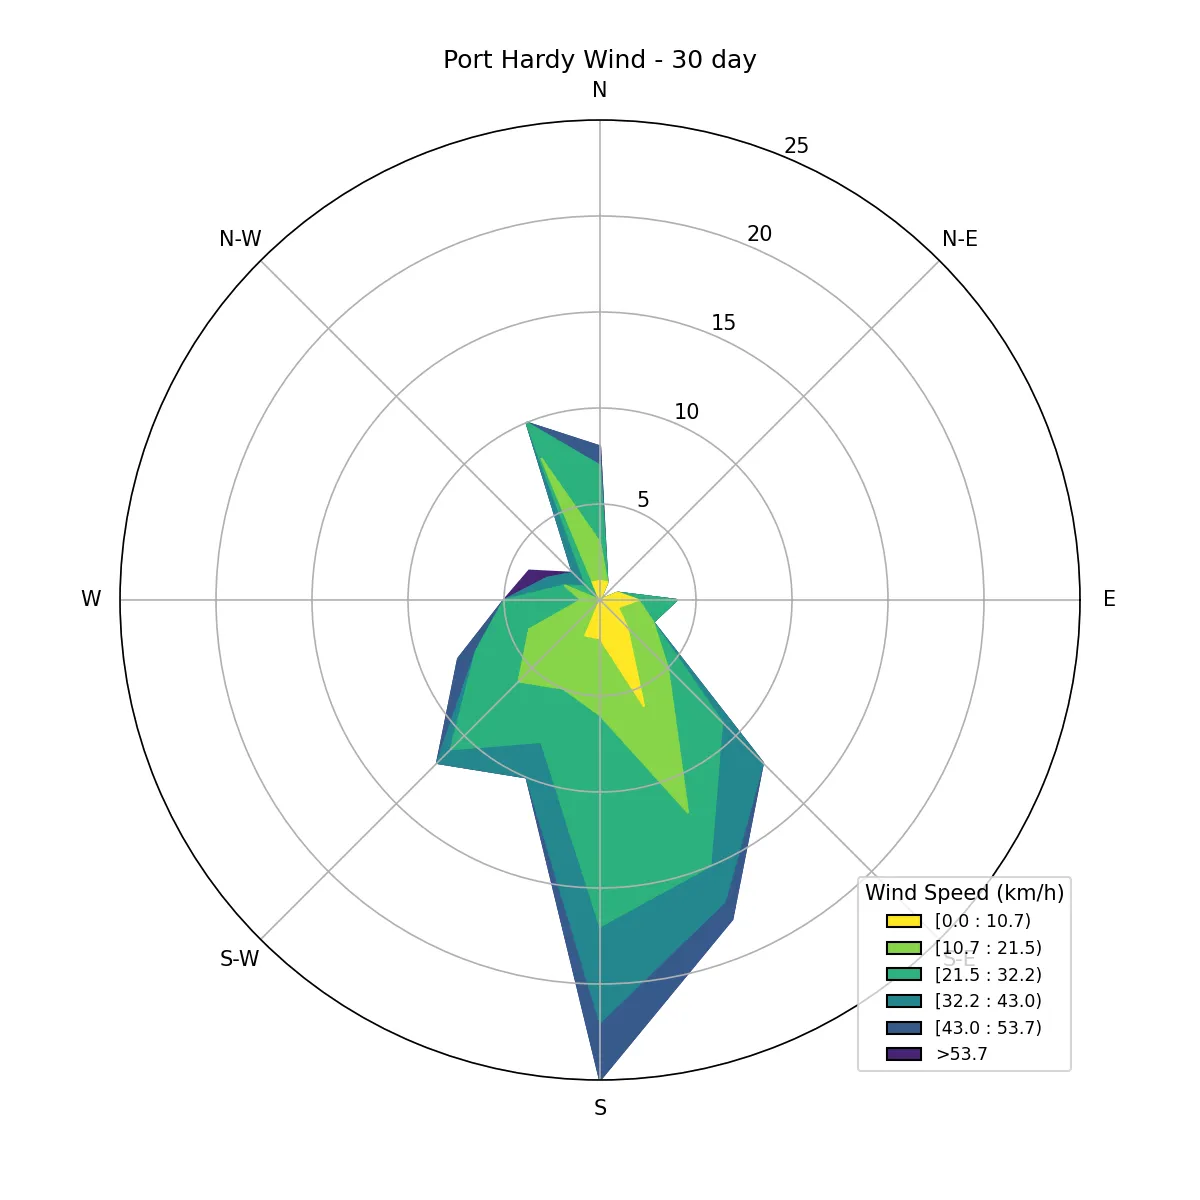 Port Hardy Wind - 30 day
N
25
N-W
20
N-E
15
10
5
W
E
Wind Speed (km/h)
[0.0 : 10.7)
[10.7 : 21.5)
S-W
S-E
[21.5 : 32.2)
[32.2 : 43.0)
[43.0 : 53.7)
>53.7
S